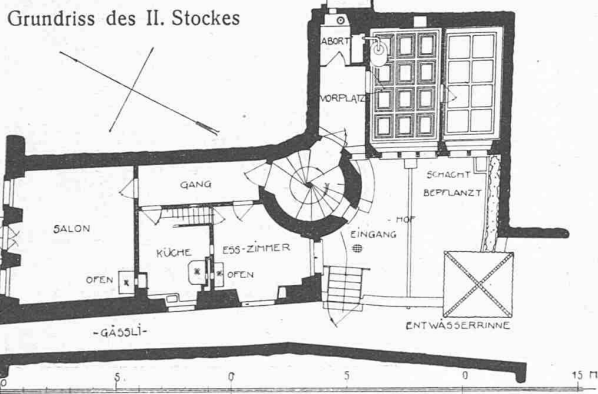 Grundriss des II. Stockes
ABORT
VORPLATZ
SCHACHT
BEPFLANZT
GANG
HOF
EINGANG
SALON
KÜCHE
ESS-ZIMMER
OFEN
OFEN
-GÄSSLI-
ENTWÄSSERRINNE
0 5 0 5 0 15 M